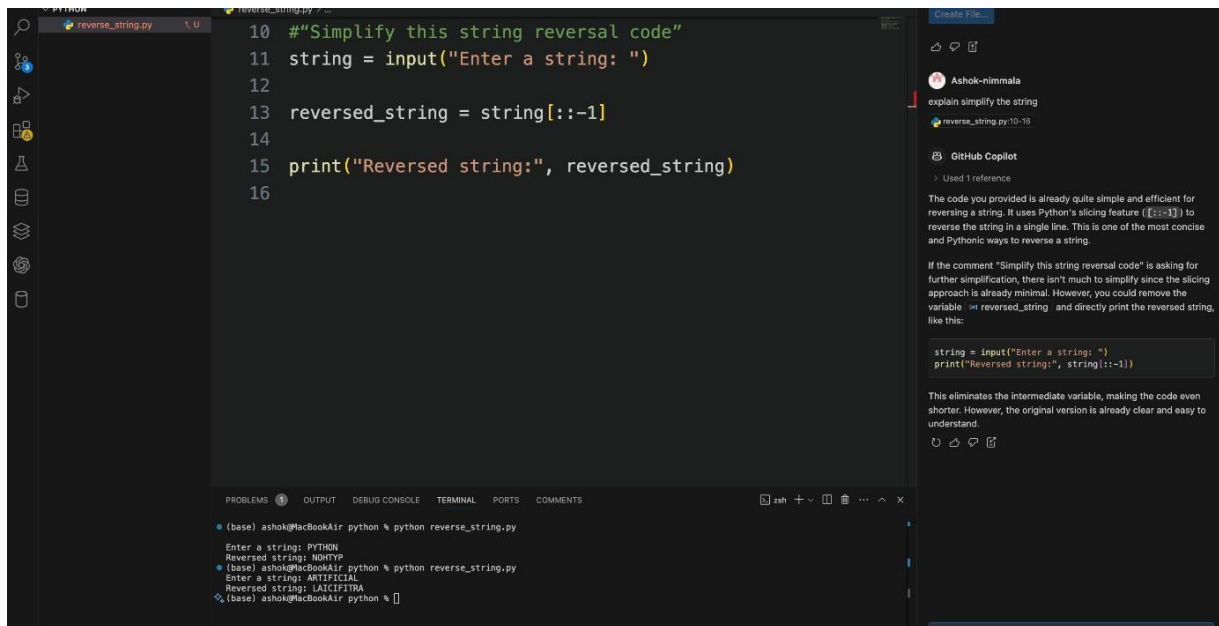 PYTHON
reverse_string.py 1, U
reverse_string.py > ...
10 #“Simplify this string reversal code”
11 string = input("Enter a string: ")
12
13 reversed_string = string[::-1]
14
15 print("Reversed string:", reversed_string)
16
PROBLEMS 1 OUTPUT DEBUG CONSOLE TERMINAL PORTS COMMENTS
zsh
(base) ashok@MacBookAir python % python reverse_string.py
Enter a string: PYTHON
Reversed string: NOHTYP
(base) ashok@MacBookAir python % python reverse_string.py
Enter a string: ARTIFICIAL
Reversed string: LAICIFITRA
(base) ashok@MacBookAir python %
Create File...
Ashok-nimmala
explain simplify the string
reverse_string.py:10-16
GitHub Copilot
> Used 1 reference
The code you provided is already quite simple and efficient for
reversing a string. It uses Python's slicing feature ([::-1]) to
reverse the string in a single line. This is one of the most concise
and Pythonic ways to reverse a string.
If the comment "Simplify this string reversal code" is asking for
further simplification, there isn't much to simplify since the slicing
approach is already minimal. However, you could remove the
variable reversed_string and directly print the reversed string,
like this:
string = input("Enter a string: ")
print("Reversed string:", string[::-1])
This eliminates the intermediate variable, making the code even
shorter. However, the original version is already clear and easy to
understand.